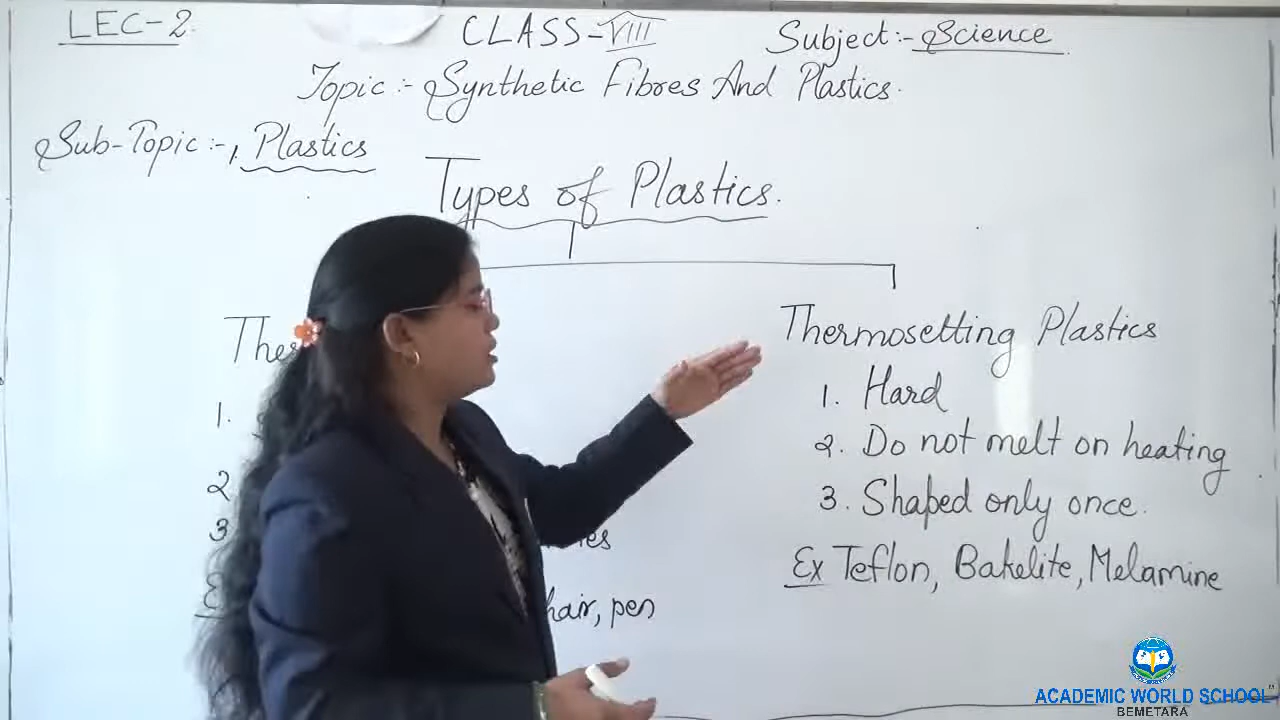 LEC-2
CLASS-VIII
Subject:- Science
Topic:- Synthetic Fibres And Plastics.
Sub-Topic:-, Plastics
Types of Plastics.
Thermosetting Plastics
1. Hard
2. Do not melt on heating
3. Shaped only once.
Ex Teflon, Bakelite, Melamine
1.
2
3
hair, pen
ACADEMIC WORLD SCHOOL
BEMETARA